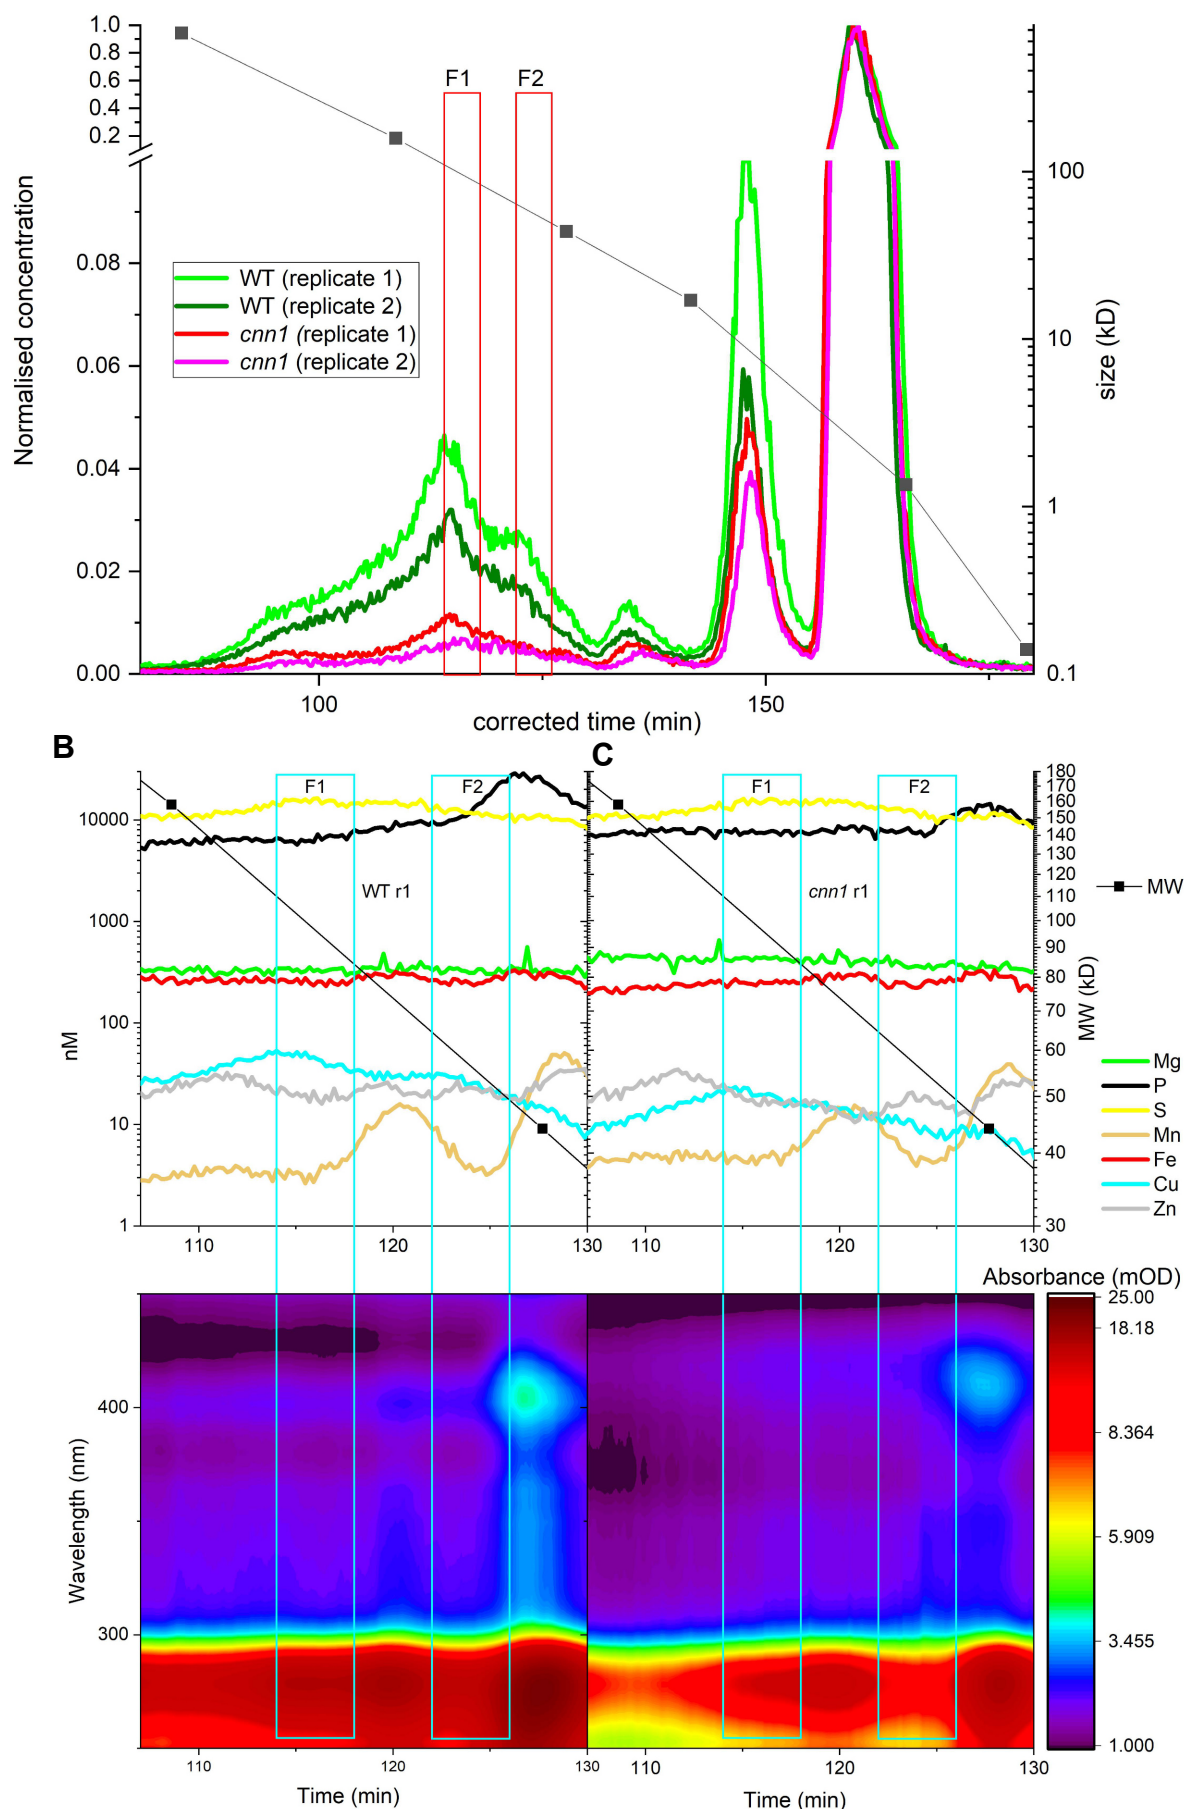 1.0
0.8
0.6
0.4
0.2
0.08
0.06
0.04
0.02
0.00
Normalised concentration
F1
F2
WT (replicate 1)
WT (replicate 2)
cnn1 (replicate 1)
cnn1 (replicate 2)
100
10
1
0.1
size (kD)
100
150
corrected time (min)
B
F1
F2
WT r1
10000
1000
100
10
1
nM
110
120
130
C
F1
F2
cnn1 r1
180
160
150
140
130
120
110
100
90
80
70
60
50
40
30
MW (kD)
110
120
130
MW
Mg
P
S
Mn
Fe
Cu
Zn
Absorbance (mOD)
25.00
18.18
8.364
5.909
3.455
1.000
400
300
Wavelength (nm)
110
120
130
Time (min)
110
120
130
Time (min)